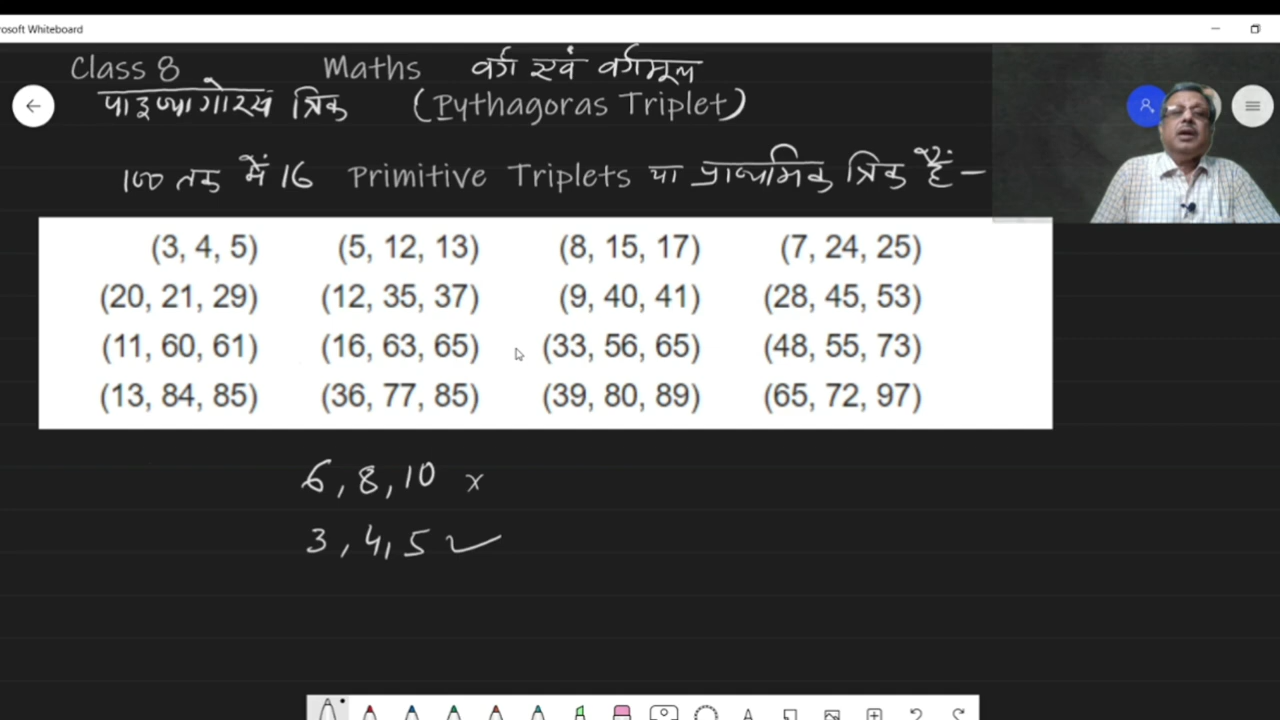 rosoft Whiteboard
Class 8 Maths वर्ग एवं वर्गमूल
पाइथागोरस त्रिक (Pythagoras Triplet)
100 तक में 16 Primitive Triplets या प्राथमिक त्रिक हैं-
(3, 4, 5) (5, 12, 13) (8, 15, 17) (7, 24, 25)
(20, 21, 29) (12, 35, 37) (9, 40, 41) (28, 45, 53)
(11, 60, 61) (16, 63, 65) (33, 56, 65) (48, 55, 73)
(13, 84, 85) (36, 77, 85) (39, 80, 89) (65, 72, 97)
6, 8, 10 x
3, 4, 5 ✓